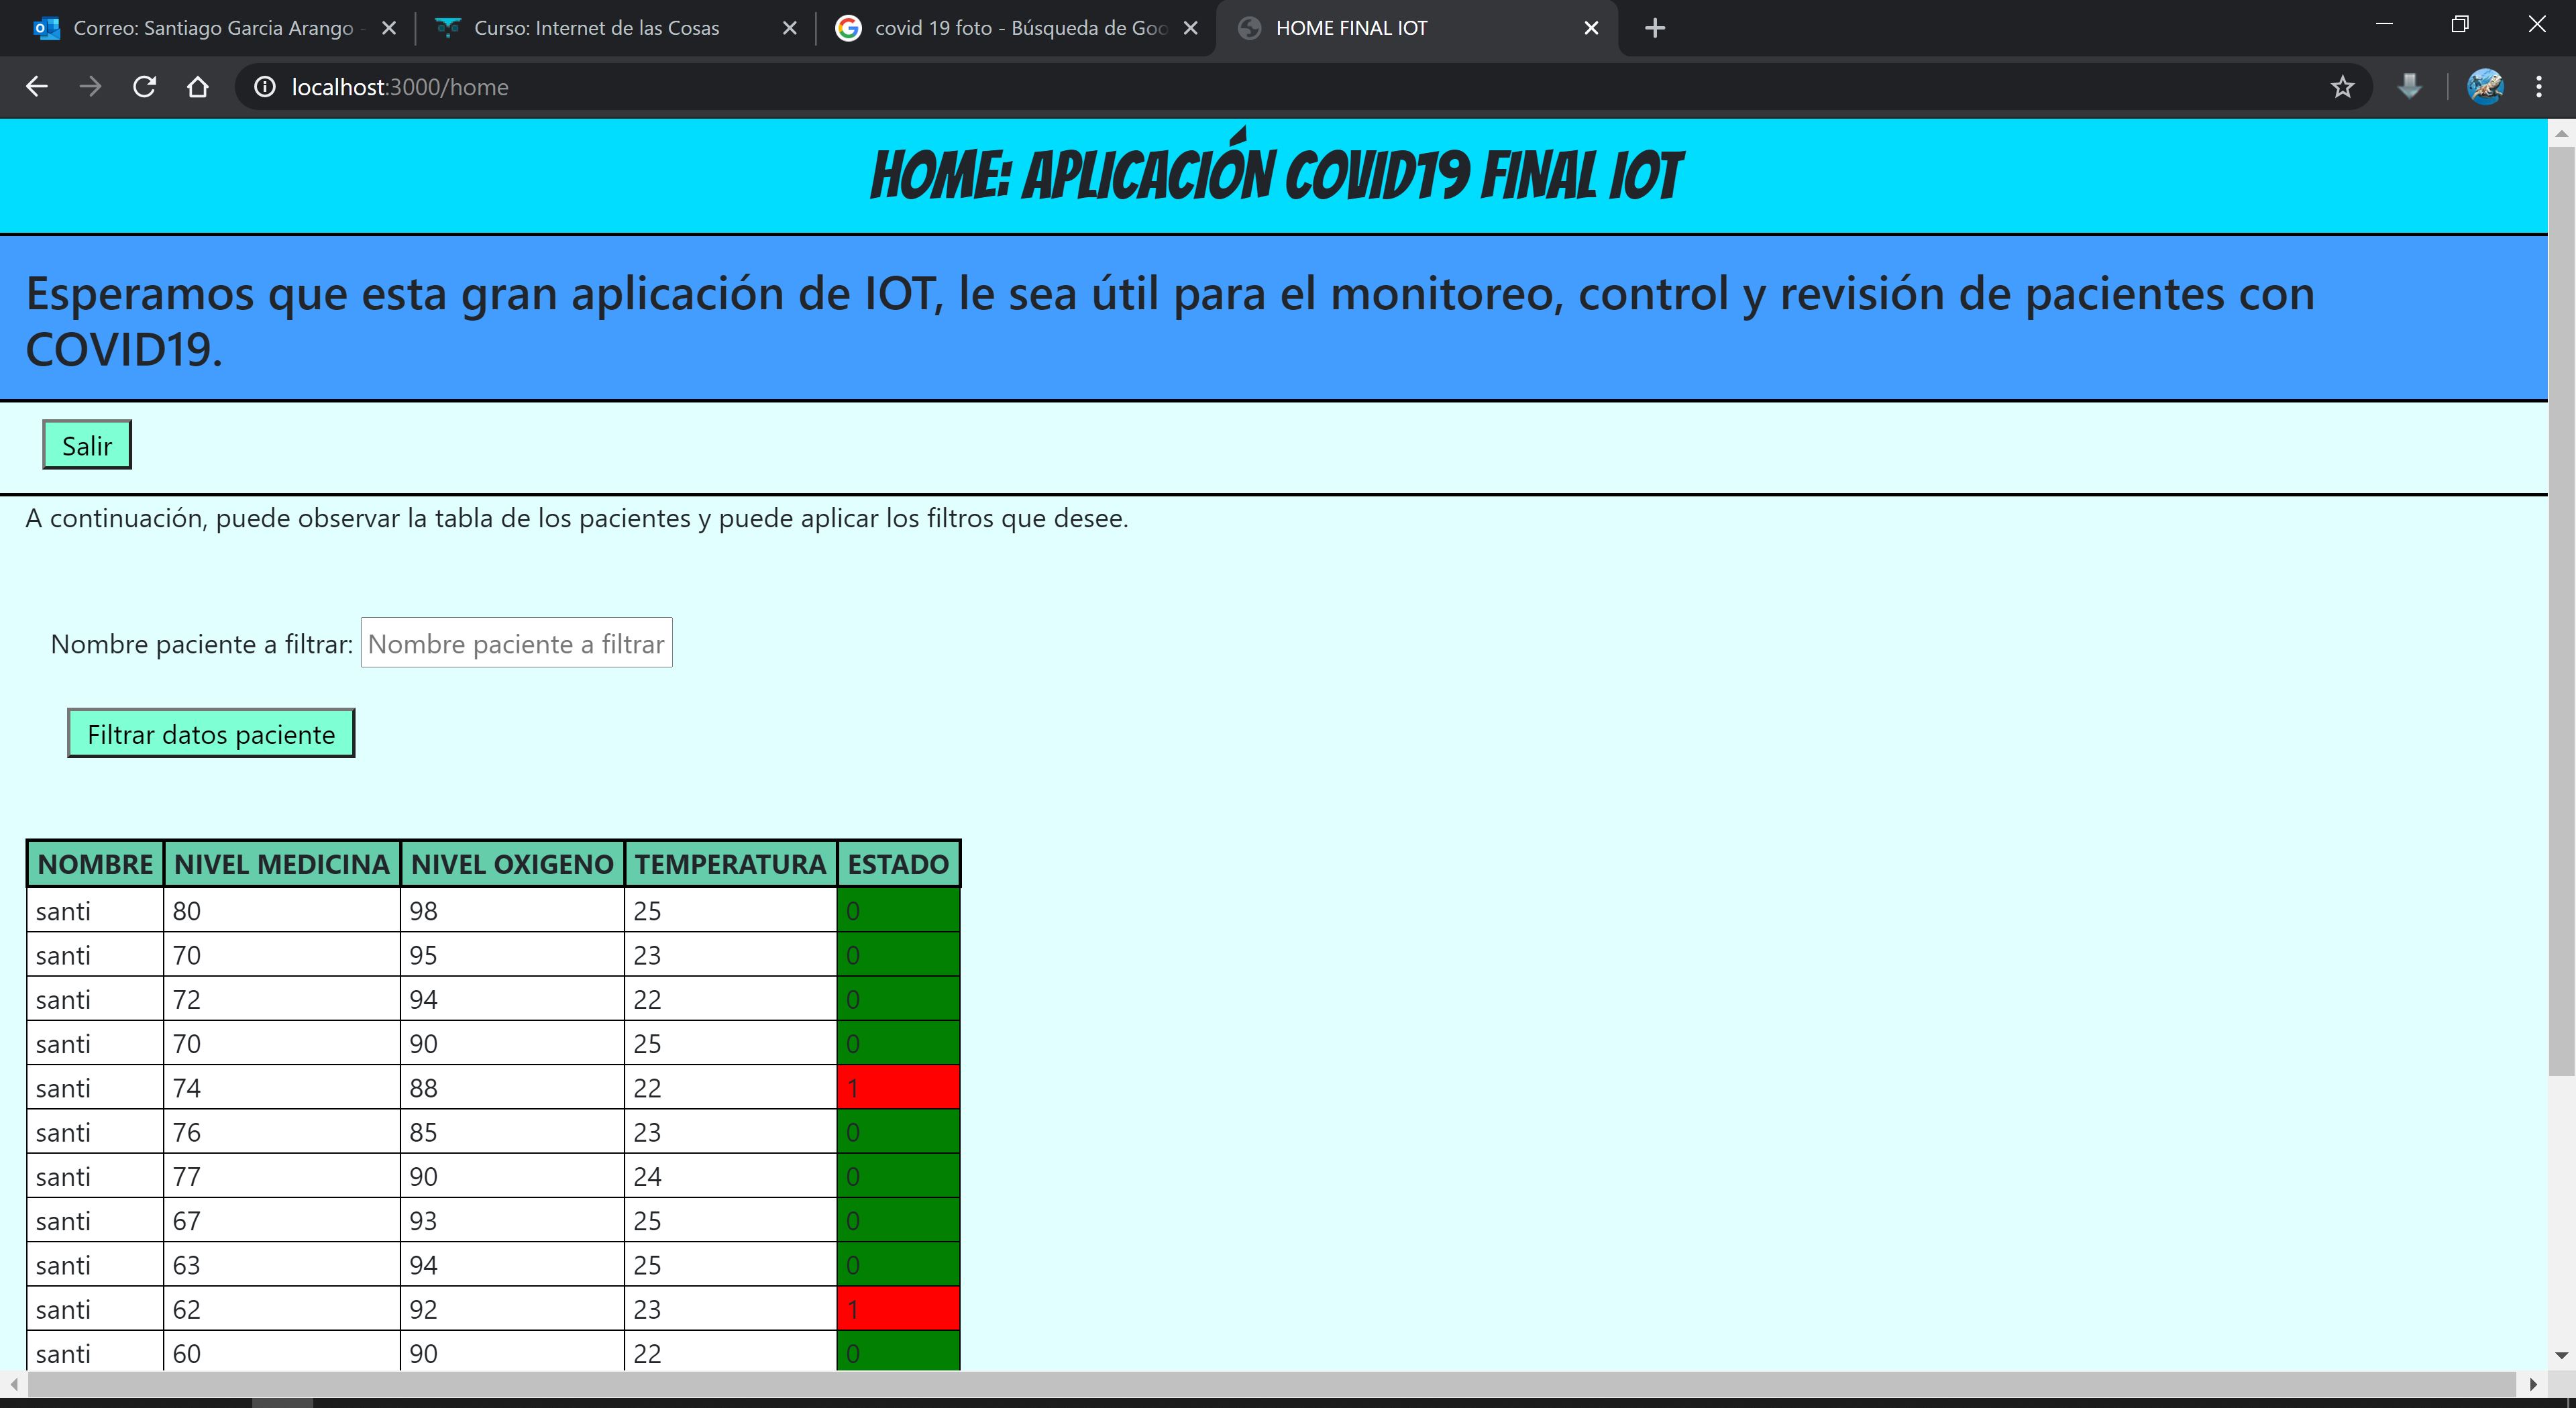 Correo: Santiago Garcia Arango -
Curso: Internet de las Cosas
covid 19 foto - Búsqueda de Goo
HOME FINAL IOT
localhost:3000/home
HOME: APLICACIÓN COVID19 FINAL IOT
Esperamos que esta gran aplicación de IOT, le sea útil para el monitoreo, control y revisión de pacientes con
COVID19.
Salir
A continuación, puede observar la tabla de los pacientes y puede aplicar los filtros que desee.
Nombre paciente a filtrar: Nombre paciente a filtrar
Filtrar datos paciente
NOMBRE NIVEL MEDICINA NIVEL OXIGENO TEMPERATURA ESTADO
santi 80 98 25 0
santi 70 95 23 0
santi 72 94 22 0
santi 70 90 25 0
santi 74 88 22 1
santi 76 85 23 0
santi 77 90 24 0
santi 67 93 25 0
santi 63 94 25 0
santi 62 92 23 1
santi 60 90 22 0